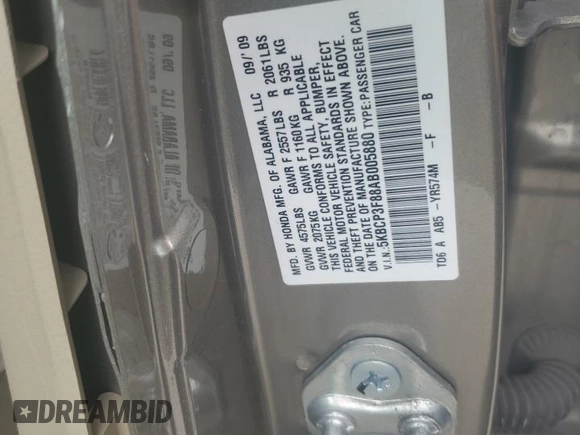 MFD. BY HONDA MFG. OF ALABAMA, LLC 09/'09
GVWR 4575LBS GAWR F 2557LBS R 2061LBS
GVWR 2075KG GAWR F 1160KG R 935 KG
THIS VEHICLE CONFORMS TO ALL APPLICABLE
FEDERAL MOTOR VEHICLE SAFETY, BUMPER,
THEFT PREVENTION STANDARDS IN EFFECT
ON THE DATE OF MANUFACTURE SHOWN ABOVE.
V.I.N.:5KBCP3F88AB005880 TYPE:PASSENGER CAR
TD6 A AB5 -YR574M -F -B
DREAMBID